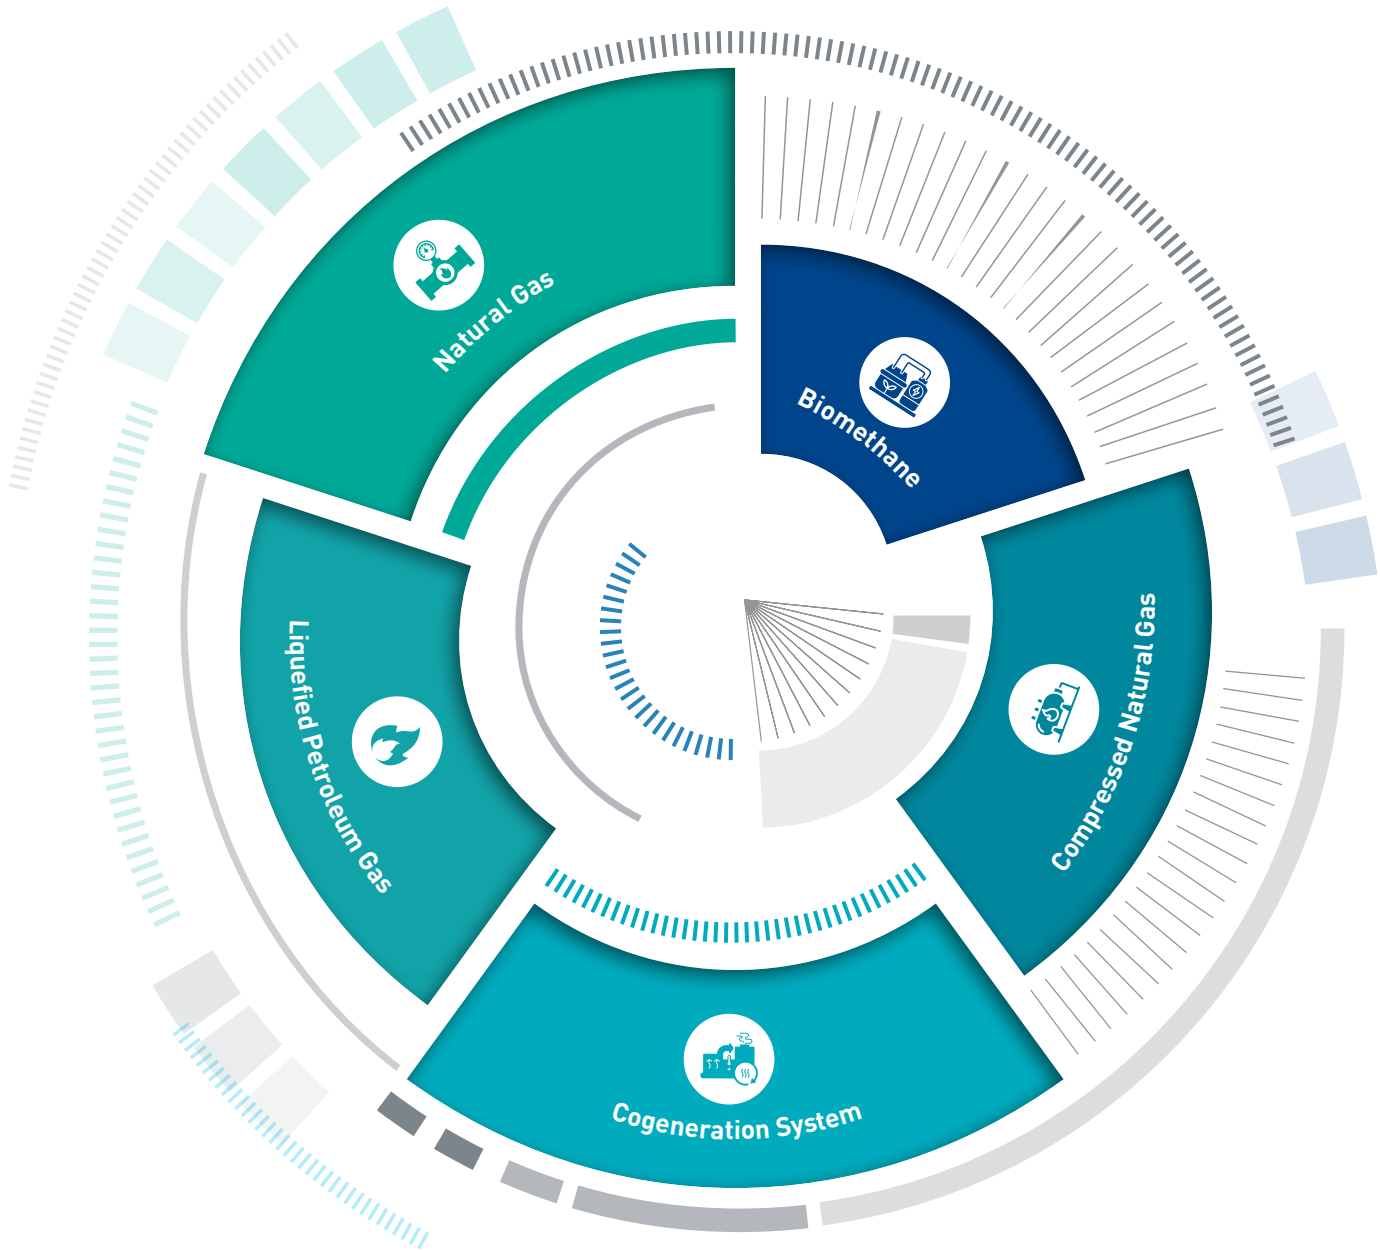 Natural Gas
Biomethane
Compressed Natural Gas
Liquefied Petroleum Gas
Cogeneration System